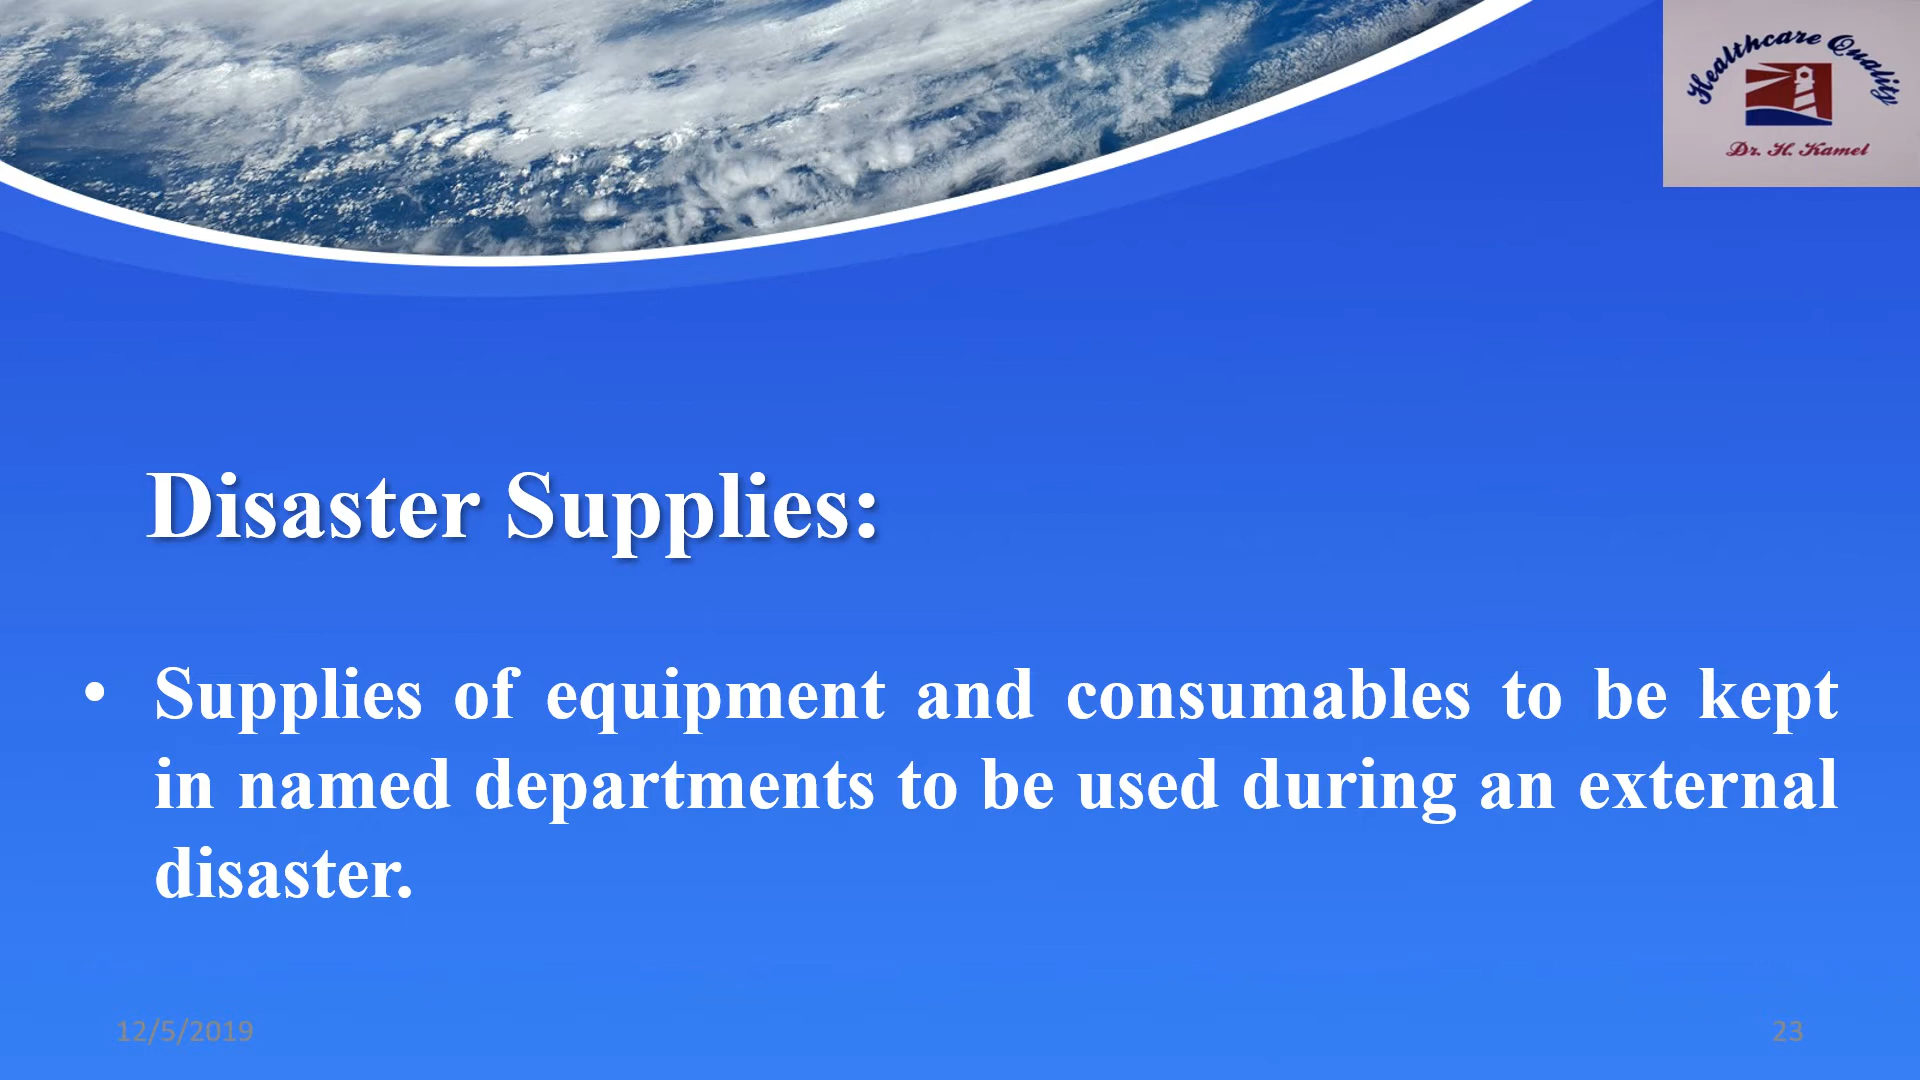 Healthcare Quality
Dr. H. Kamel
Disaster Supplies:
• Supplies of equipment and consumables to be kept
in named departments to be used during an external
disaster.
12/5/2019
23